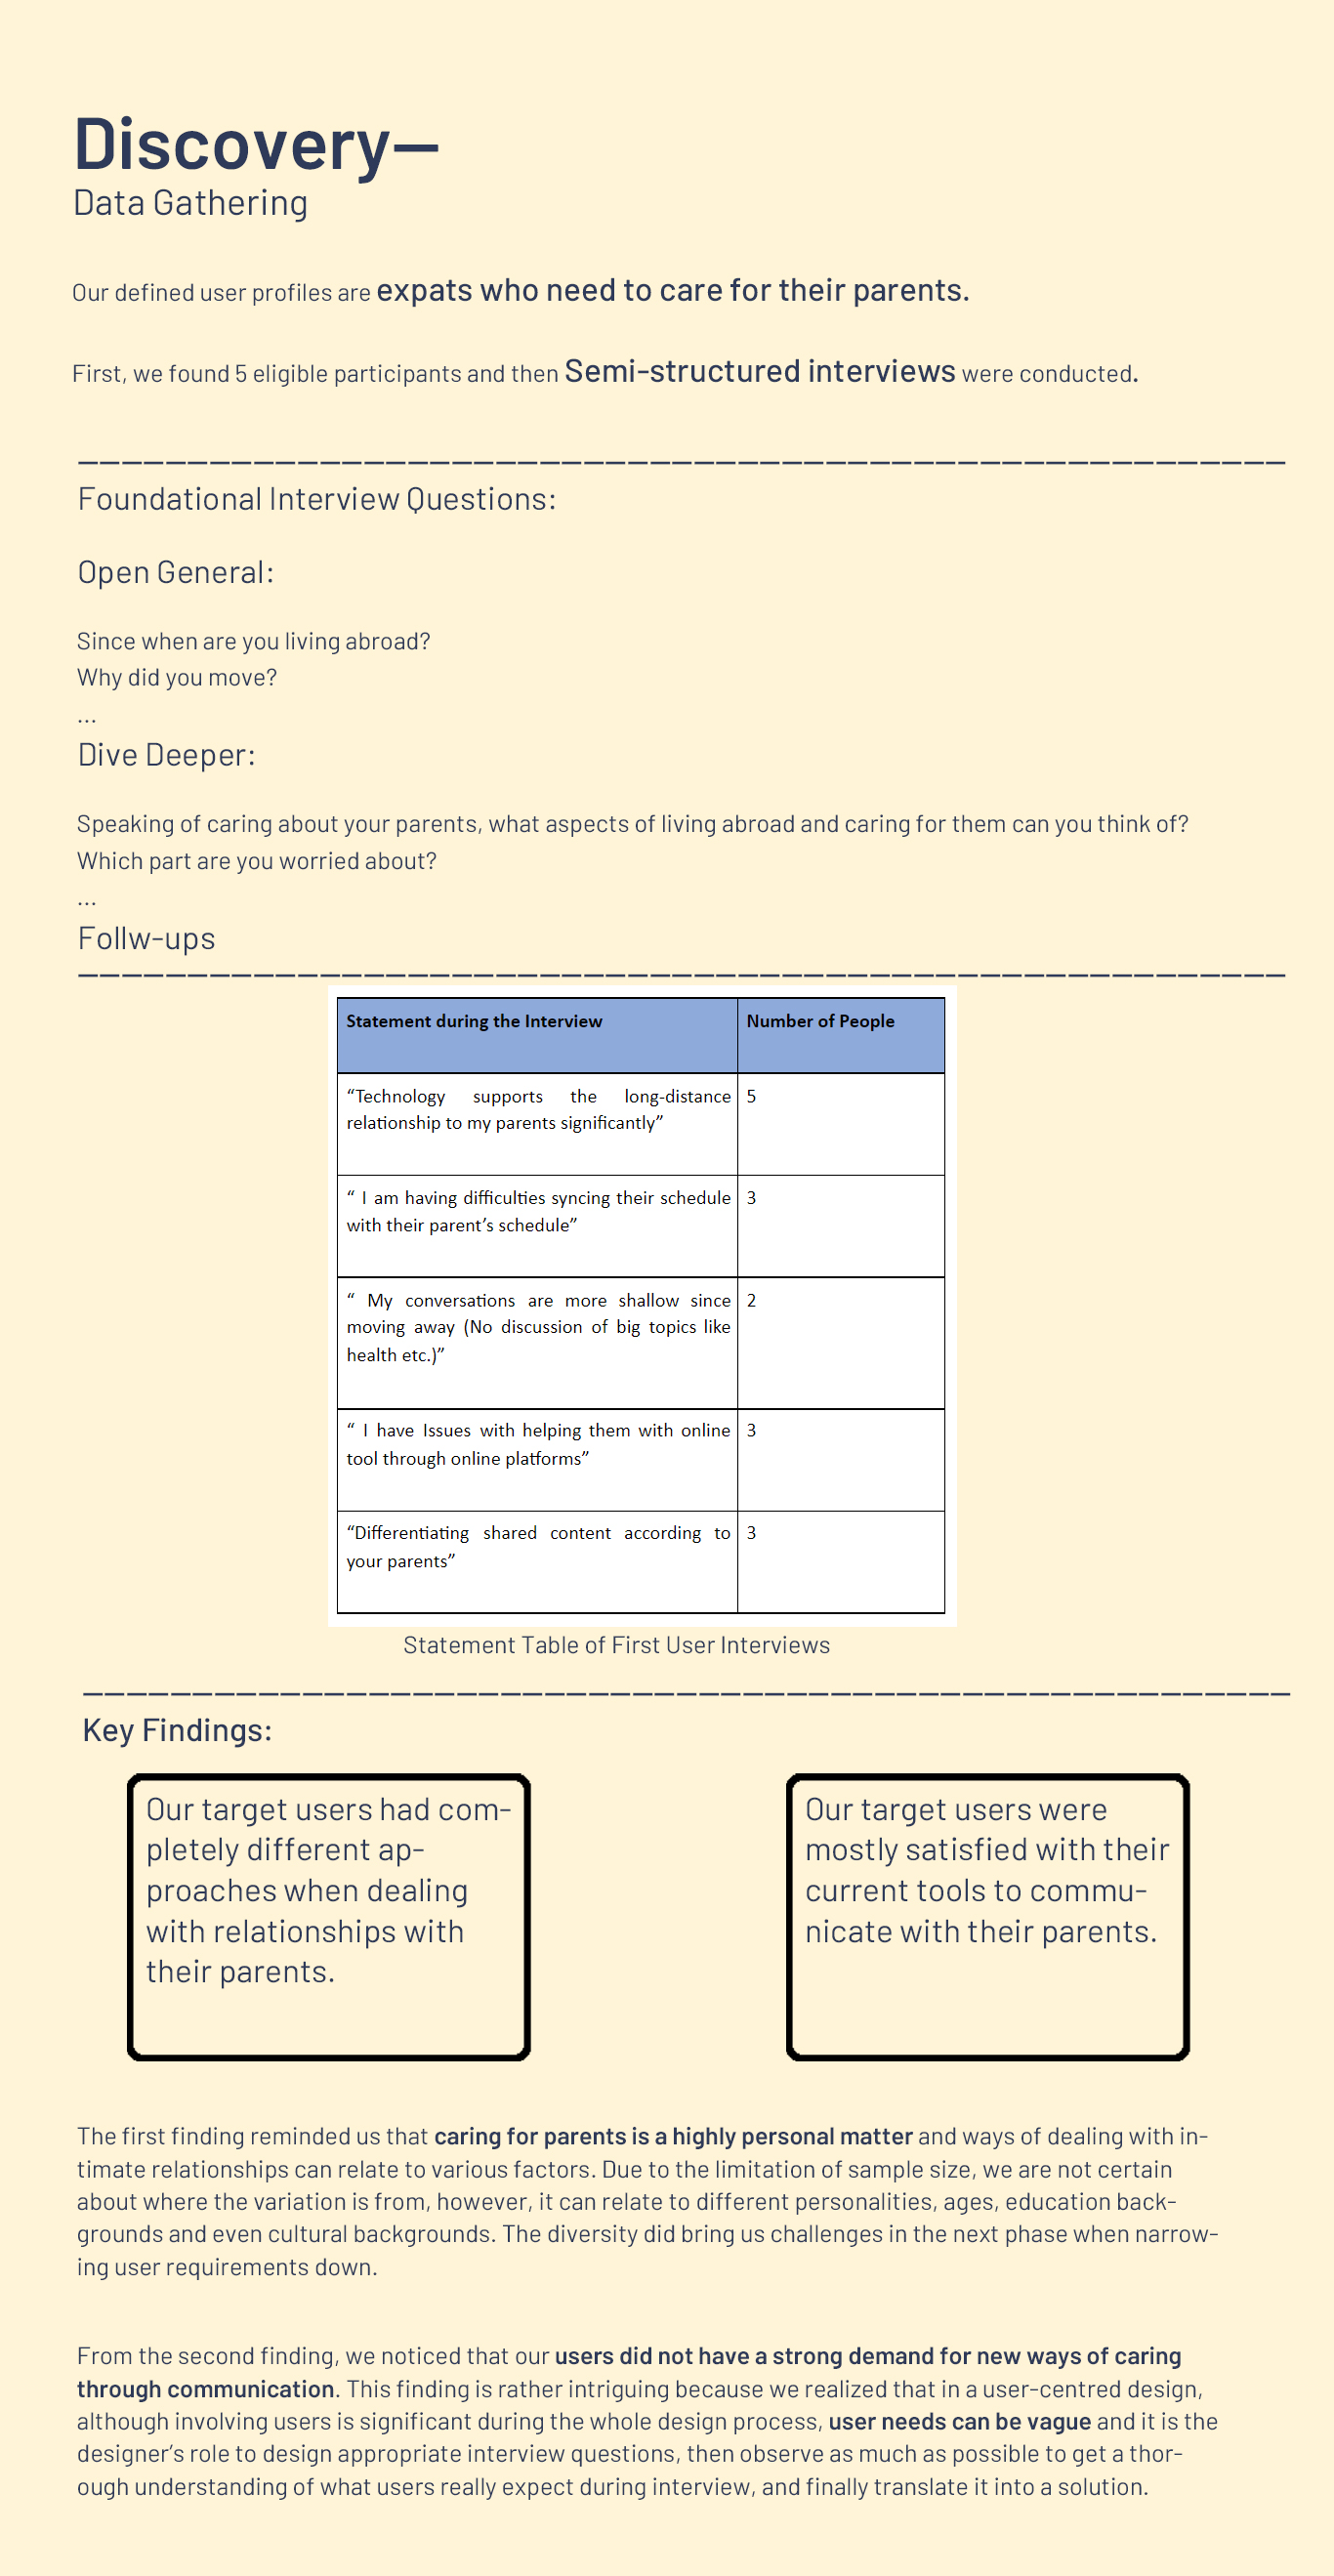 Discovery—
Data Gathering
Our defined user profiles are expats who need to care for their parents.
First, we found 5 eligible participants and then Semi-structured interviews were conducted.
Foundational Interview Questions:
Open General:
Since when are you living abroad?
Why did you move?
...
Dive Deeper:
Speaking of caring about your parents, what aspects of living abroad and caring for them can you think of?
Which part are you worried about?
...
Follw-ups
Statement during the Interview Number of People
“Technology supports the long-distance 5
relationship to my parents significantly”
“ I am having difficulties syncing their schedule 3
with their parent’s schedule”
“ My conversations are more shallow since 2
moving away (No discussion of big topics like
health etc.)”
“ I have Issues with helping them with online 3
tool through online platforms”
“Differentiating shared content according to 3
your parents”
Statement Table of First User Interviews
Key Findings:
Our target users had com-
pletely different ap-
proaches when dealing
with relationships with
their parents.
Our target users were
mostly satisfied with their
current tools to commu-
nicate with their parents.
The first finding reminded us that caring for parents is a highly personal matter and ways of dealing with in-
timate relationships can relate to various factors. Due to the limitation of sample size, we are not certain
about where the variation is from, however, it can relate to different personalities, ages, education back-
grounds and even cultural backgrounds. The diversity did bring us challenges in the next phase when narrow-
ing user requirements down.
From the second finding, we noticed that our users did not have a strong demand for new ways of caring
through communication. This finding is rather intriguing because we realized that in a user-centred design,
although involving users is significant during the whole design process, user needs can be vague and it is the
designer’s role to design appropriate interview questions, then observe as much as possible to get a thor-
ough understanding of what users really expect during interview, and finally translate it into a solution.